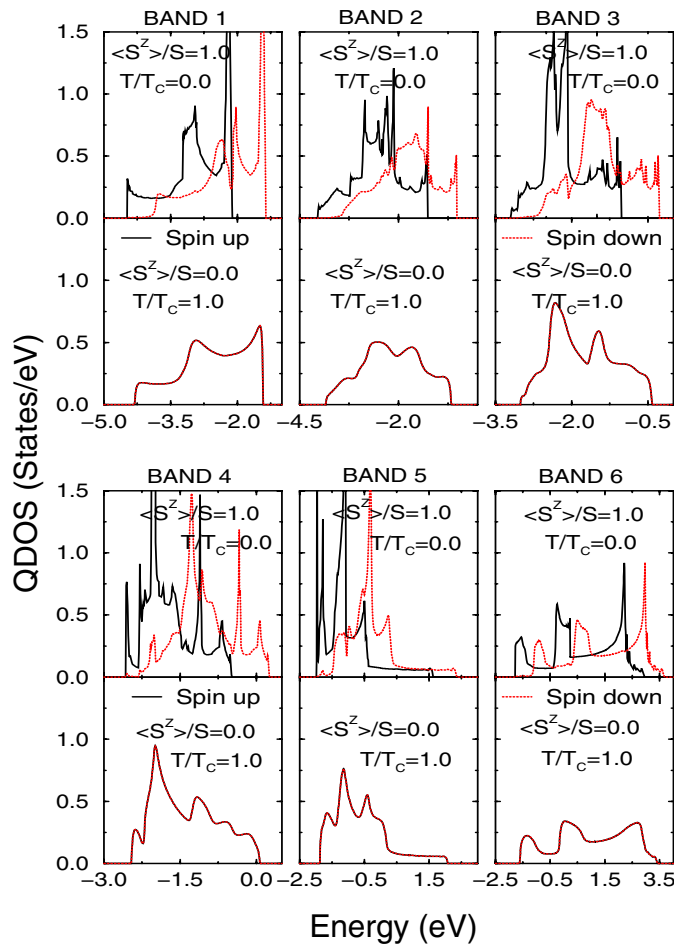 BAND 1 BAND 2 BAND 3
1.5
<S^Z>/S=1.0 <S^Z>/S=1.0 <S^Z>/S=1.0
T/T_C=0.0 T/T_C=0.0 T/T_C=0.0
1.0
0.5
0.0
Spin up Spin down
<S^Z>/S=0.0 <S^Z>/S=0.0 <S^Z>/S=0.0
T/T_C=1.0 T/T_C=1.0 T/T_C=1.0
1.0
0.5
0.0
−5.0 −3.5 −2.0 −4.5 −2.0 −3.5 −2.0 −0.5
QDOS (States/eV)
BAND 4 BAND 5 BAND 6
1.5
<S^Z>/S=1.0 <S^Z>/S=1.0 <S^Z>/S=1.0
T/T_C=0.0 T/T_C=0.0 T/T_C=0.0
1.0
0.5
0.0
Spin up Spin down
<S^Z>/S=0.0 <S^Z>/S=0.0 <S^Z>/S=0.0
T/T_C=1.0 T/T_C=1.0 T/T_C=1.0
1.0
0.5
0.0
−3.0 −1.5 0.0 −2.5 −0.5 1.5 −2.5 −0.5 1.5 3.5
Energy (eV)